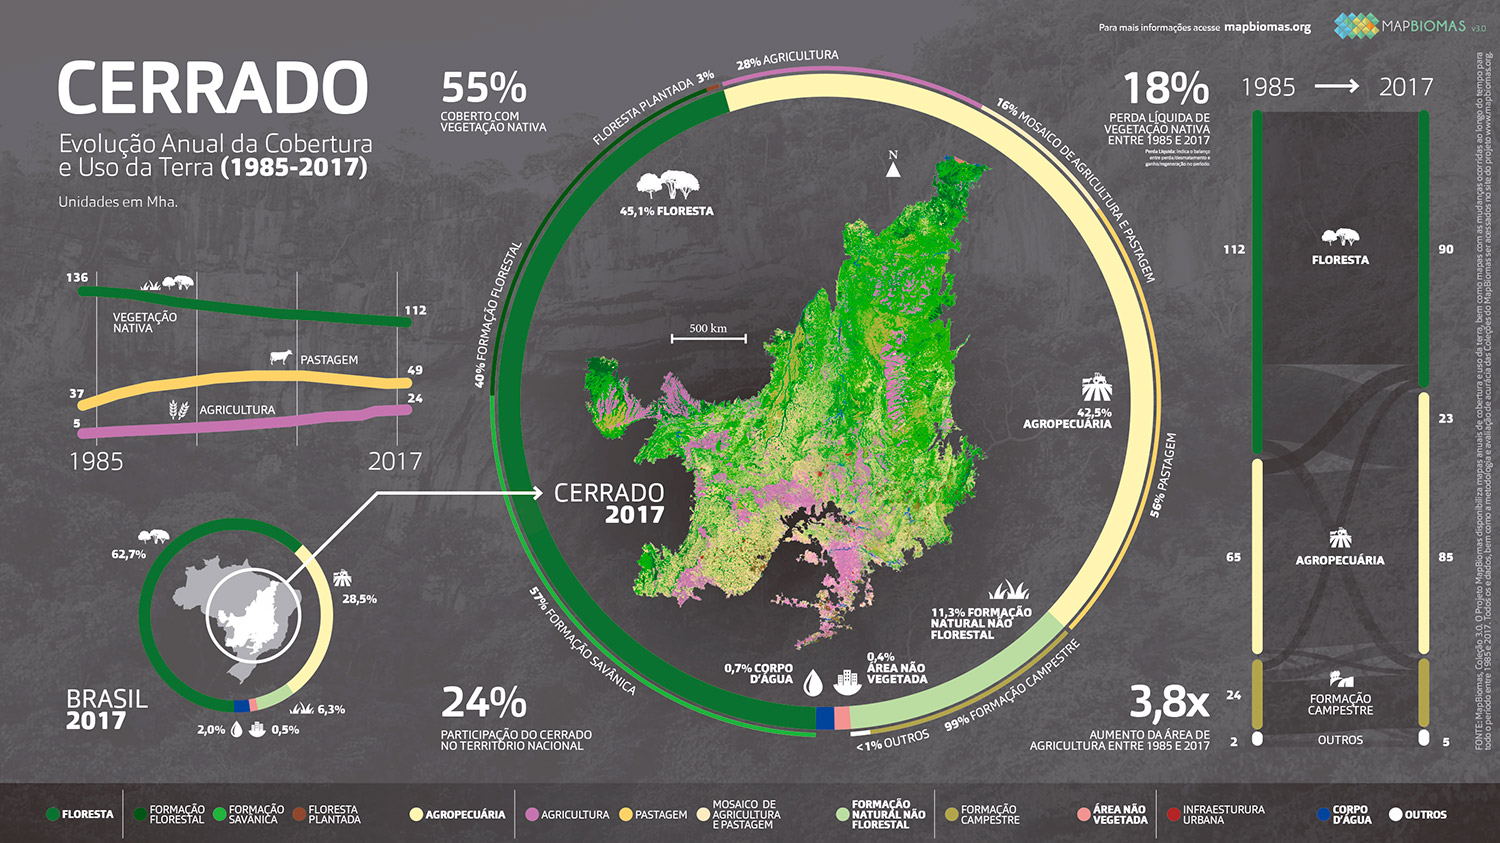 Para mais informações acesse mapbiomas.org
MAPBIOMAS v3.0
CERRADO
Evolução Anual da Cobertura
e Uso da Terra (1985-2017)
Unidades em Mha.
136
VEGETAÇÃO
NATIVA
112
PASTAGEM
37
49
AGRICULTURA
5
24
1985
2017
62,7%
28,5%
6,3%
2,0%
0,5%
BRASIL
2017
55%
COBERTO COM
VEGETAÇÃO NATIVA
24%
PARTICIPAÇÃO DO CERRADO
NO TERRITÓRIO NACIONAL
FLORESTA PLANTADA 3%
28% AGRICULTURA
16% MOSAICO DE AGRICULTURA E PASTAGEM
56% PASTAGEM
40% FORMAÇÃO FLORESTAL
57% FORMAÇÃO SAVÂNICA
99% FORMAÇÃO CAMPESTRE
<1% OUTROS
45,1% FLORESTA
N
500 km
42,5%
AGROPECUÁRIA
CERRADO
2017
11,3% FORMAÇÃO
NATURAL NÃO
FLORESTAL
0,7% CORPO
D'ÁGUA
0,4%
ÁREA NÃO
VEGETADA
18%
PERDA LÍQUIDA DE
VEGETAÇÃO NATIVA
ENTRE 1985 E 2017
Perda Líquida: Indica o balanço
entre perda/desmatamento e
ganho/regeneração no período.
3,8x
AUMENTO DA ÁREA DE
AGRICULTURA ENTRE 1985 E 2017
1985
2017
112
FLORESTA
90
23
65
AGROPECUÁRIA
85
24
FORMAÇÃO
CAMPESTRE
2
OUTROS
5
FONTE: MapBiomas, Coleção 3.0. O Projeto MapBiomas disponibiliza mapas anuais de cobertura e uso da terra, bem como mapas com as mudanças ocorridas ao longo do tempo para
todo o período entre 1985 e 2017. Todos os e dados, bem como a metodologia e avaliação de acurácia das Coleções do MapBiomas ser acessados no site do projeto www.mapbiomas.org.
FLORESTA
FORMAÇÃO
FLORESTAL
FORMAÇÃO
SAVÂNICA
FLORESTA
PLANTADA
AGROPECUÁRIA
AGRICULTURA
PASTAGEM
MOSAICO DE
AGRICULTURA
E PASTAGEM
FORMAÇÃO
NATURAL NÃO
FLORESTAL
FORMAÇÃO
CAMPESTRE
ÁREA NÃO
VEGETADA
INFRAESTURURA
URBANA
CORPO
D'ÁGUA
OUTROS